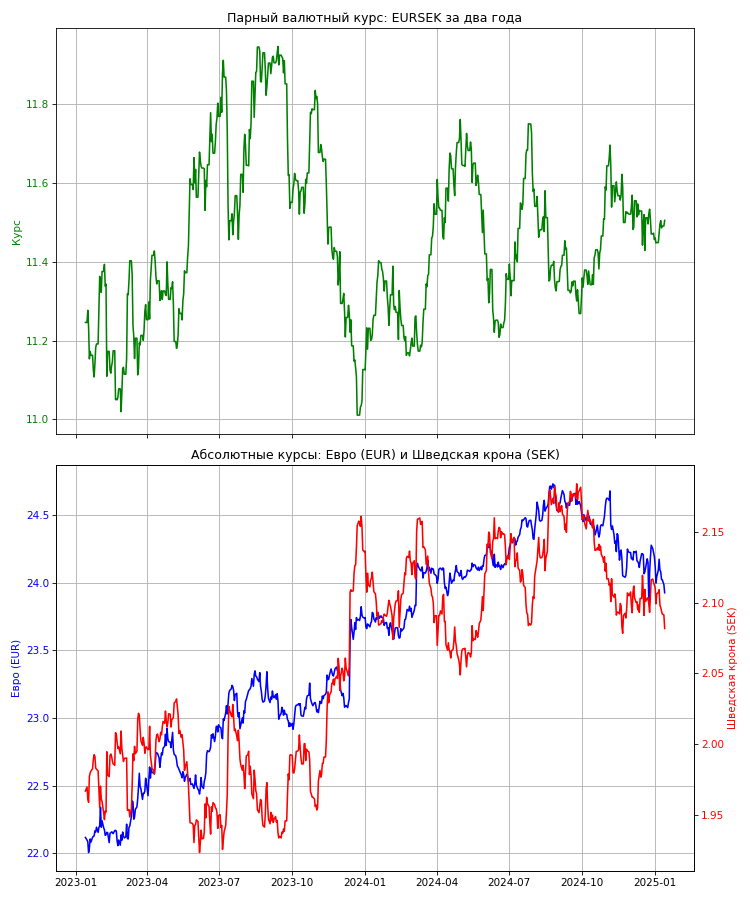 Парный валютный курс: EURSEK за два года
Курс
11.8
11.6
11.4
11.2
11.0
Абсолютные курсы: Евро (EUR) и Шведская крона (SEK)
Евро (EUR)
24.5
24.0
23.5
23.0
22.5
22.0
2.15
2.10
2.05
2.00
1.95
Шведская крона (SEK)
2023-01 2023-04 2023-07 2023-10 2024-01 2024-04 2024-07 2024-10 2025-01